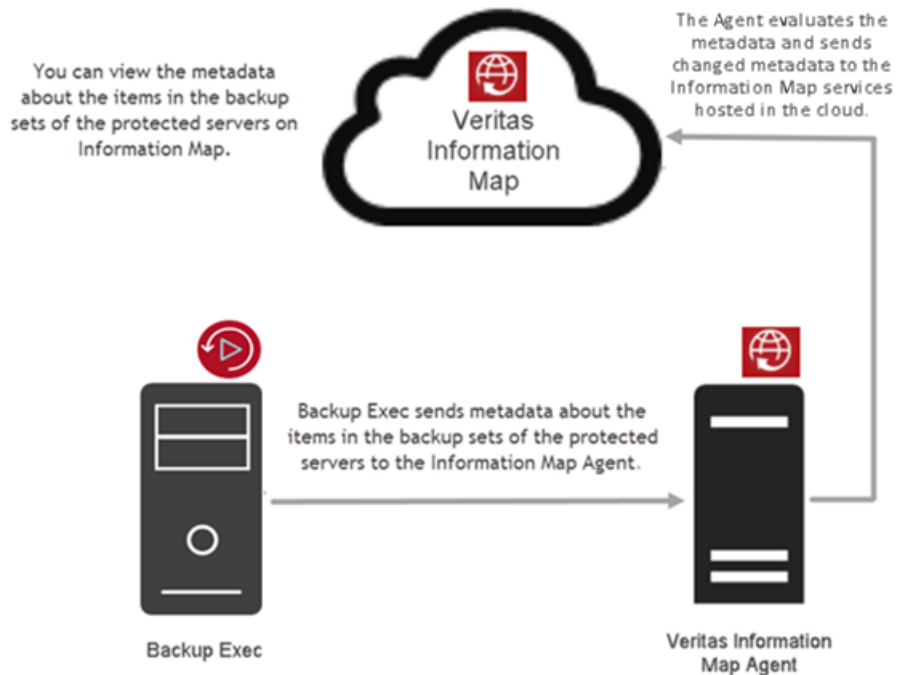 You can view the metadata
about the items in the backup
sets of the protected servers on
Information Map.
Veritas
Information
Map
The Agent evaluates the
metadata and sends
changed metadata to the
Information Map services
hosted in the cloud.
Backup Exec sends metadata about the
items in the backup sets of the protected
servers to the Information Map Agent.
Backup Exec
Veritas Information
Map Agent